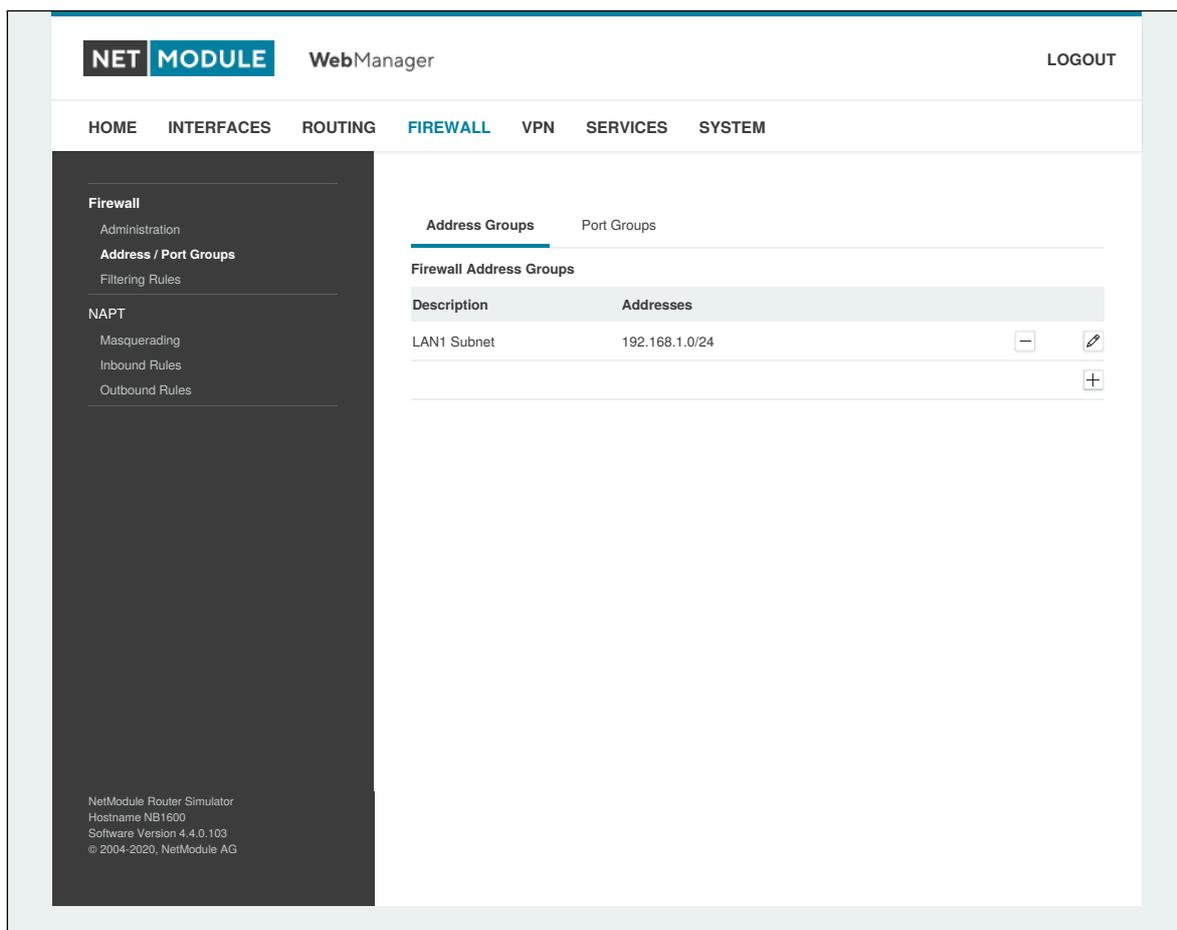 NET MODULE WebManager LOGOUT
HOME INTERFACES ROUTING FIREWALL VPN SERVICES SYSTEM
Firewall
Administration
Address / Port Groups
Filtering Rules
NAPT
Masquerading
Inbound Rules
Outbound Rules
Address Groups Port Groups
Firewall Address Groups
Description Addresses
LAN1 Subnet 192.168.1.0/24
NetModule Router Simulator
Hostname NB1600
Software Version 4.4.0.103
© 2004-2020, NetModule AG